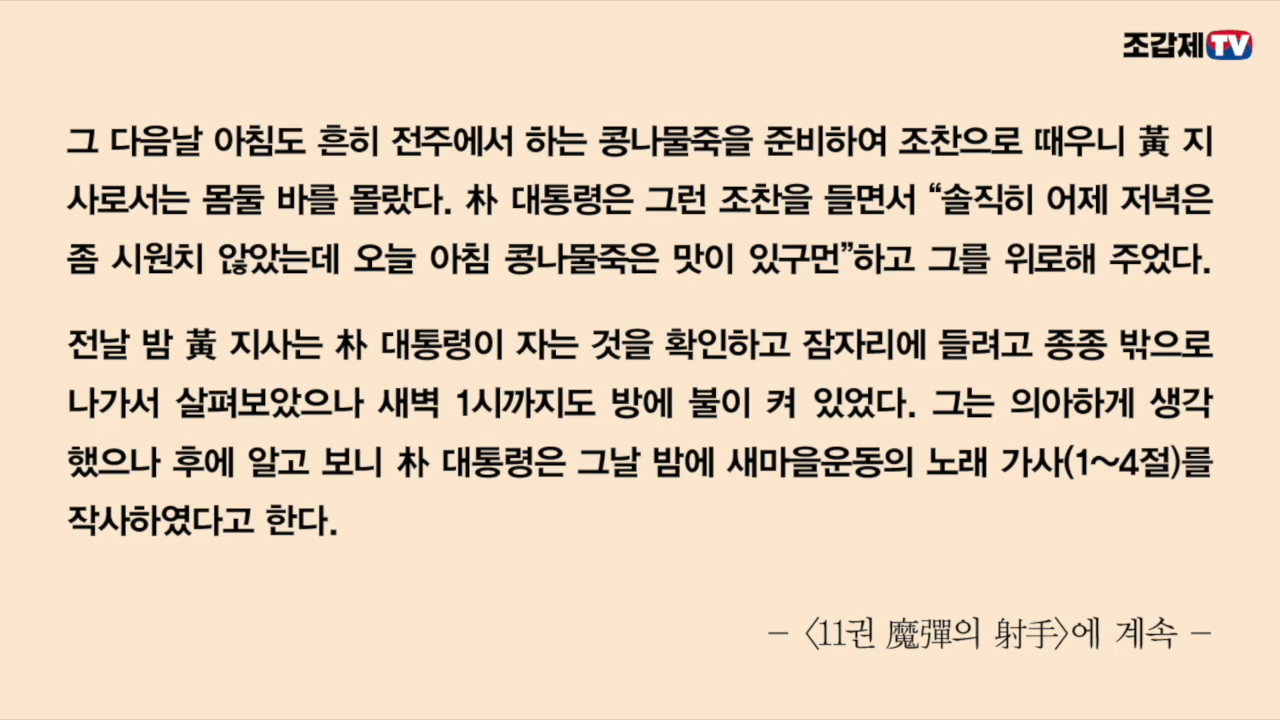 조갑제TV
그 다음날 아침도 흔히 전주에서 하는 콩나물죽을 준비하여 조찬으로 때우니 黃 지
사로서는 몸둘 바를 몰랐다. 朴 대통령은 그런 조찬을 들면서 “솔직히 어제 저녁은
좀 시원치 않았는데 오늘 아침 콩나물죽은 맛이 있구먼”하고 그를 위로해 주었다.
전날 밤 黃 지사는 朴 대통령이 자는 것을 확인하고 잠자리에 들려고 종종 밖으로
나가서 살펴보았으나 새벽 1시까지도 방에 불이 켜 있었다. 그는 의아하게 생각
했으나 후에 알고 보니 朴 대통령은 그날 밤에 새마을운동의 노래 가사(1~4절)를
작사하였다고 한다.
– 〈11권 魔彈의 射手〉에 계속 –